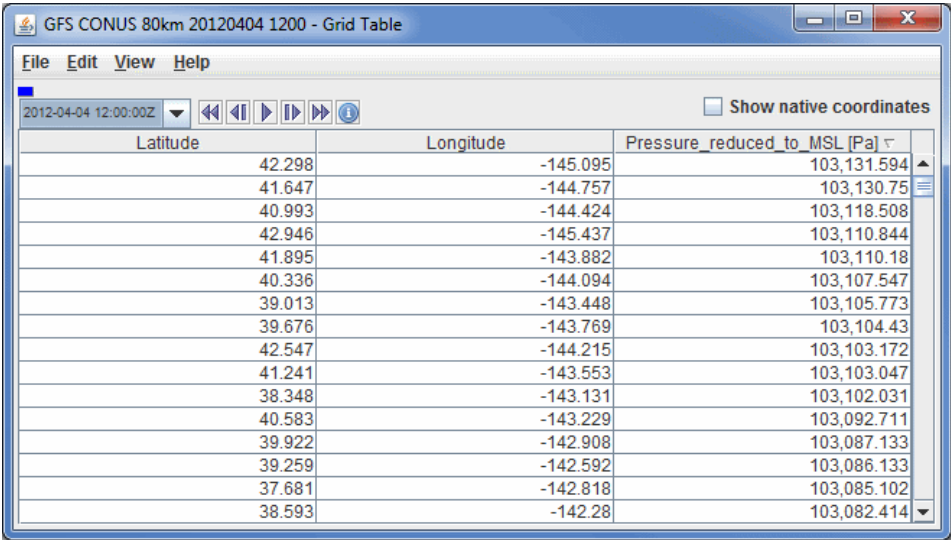 GFS CONUS 80km 20120404 1200 - Grid Table
File Edit View Help
2012-04-04 12:00:00Z
Show native coordinates
Latitude Longitude Pressure_reduced_to_MSL [Pa]
42.298 -145.095 103,131.594
41.647 -144.757 103,130.75
40.993 -144.424 103,118.508
42.946 -145.437 103,110.844
41.895 -143.882 103,110.18
40.336 -144.094 103,107.547
39.013 -143.448 103,105.773
39.676 -143.769 103,104.43
42.547 -144.215 103,103.172
41.241 -143.553 103,103.047
38.348 -143.131 103,102.031
40.583 -143.229 103,092.711
39.922 -142.908 103,087.133
39.259 -142.592 103,086.133
37.681 -142.818 103,085.102
38.593 -142.28 103,082.414